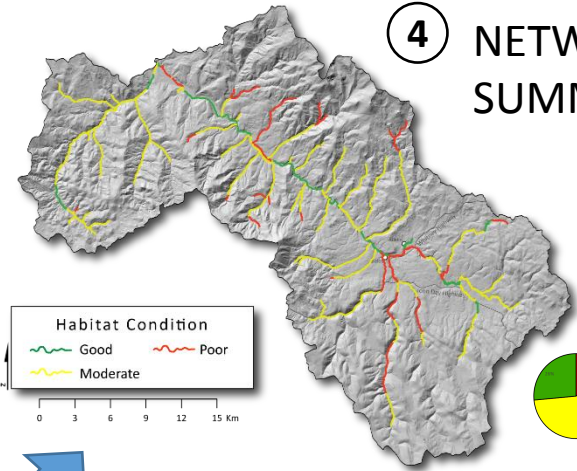 4 NETW
SUMM
Habitat Condition
Good Poor
Moderate
N
0 3 6 9 12 15 Km